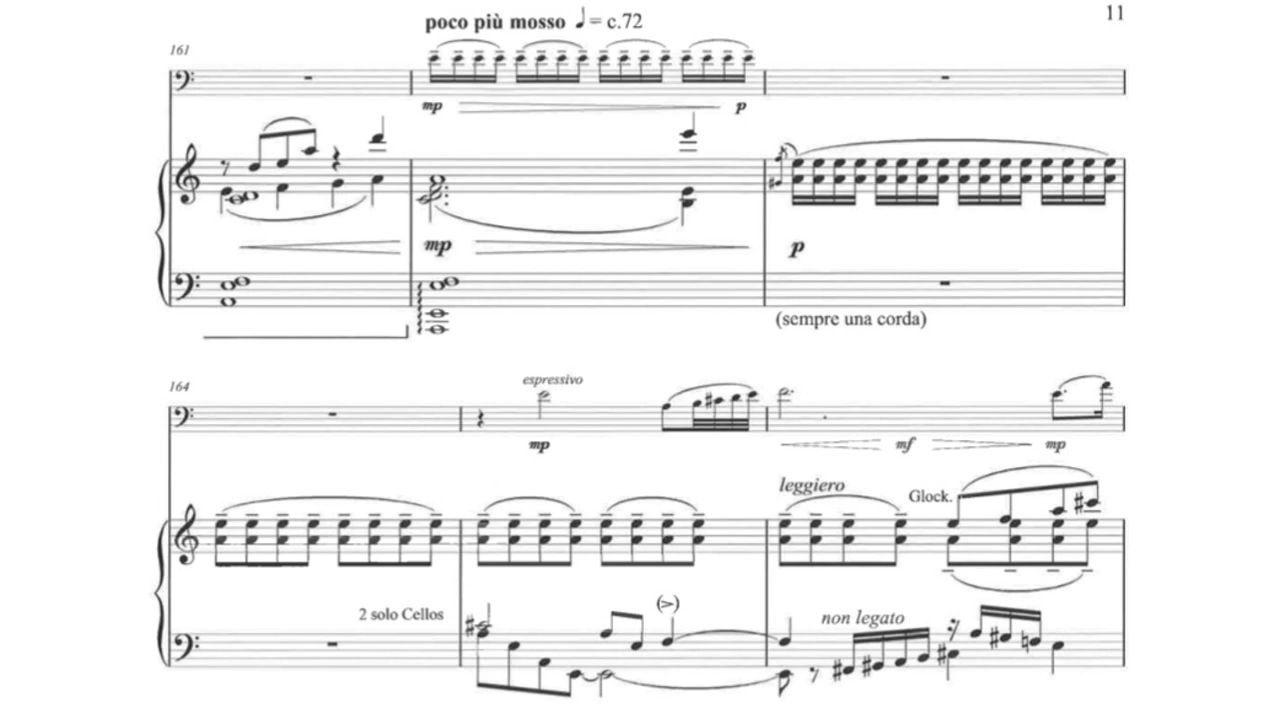 11
poco più mosso ♩ = c.72
161
mp p
mp
p
(sempre una corda)
164
espressivo
mp
mf mp
leggiero
Glock.
2 solo Cellos
(>)
non legato